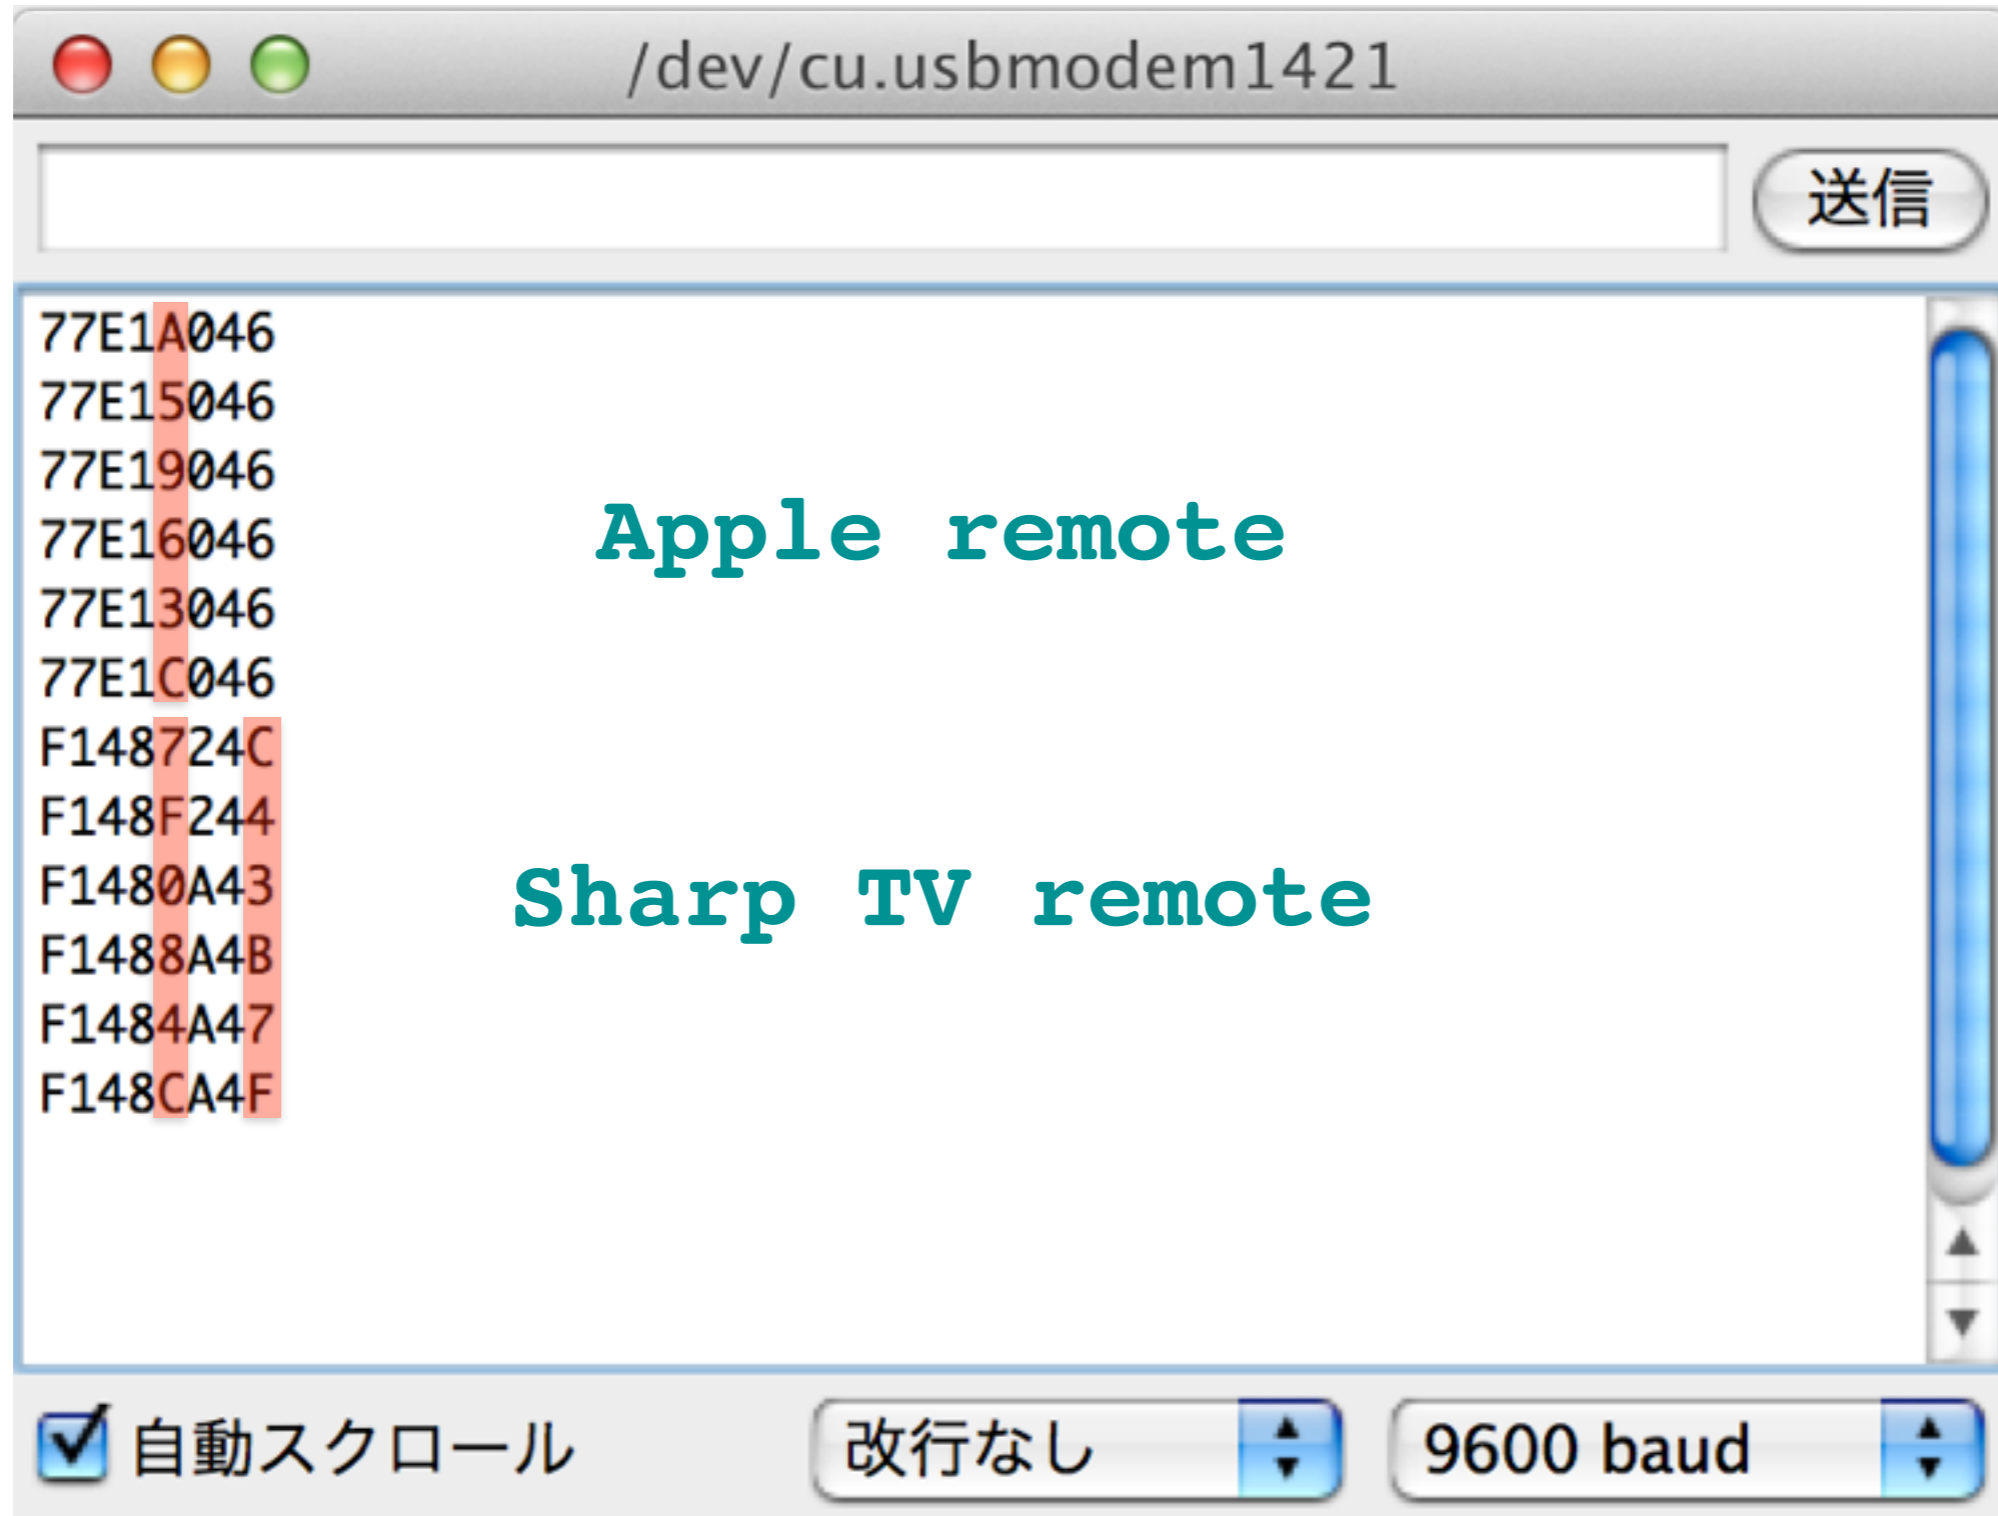 /dev/cu.usbmodem1421
送信
77E1A046
77E15046
77E19046
77E16046
Apple remote
77E13046
77E1C046
F148724C
F148F244
F1480A43
Sharp TV remote
F1488A4B
F1484A47
F148CA4F
自動スクロール
改行なし
9600 baud